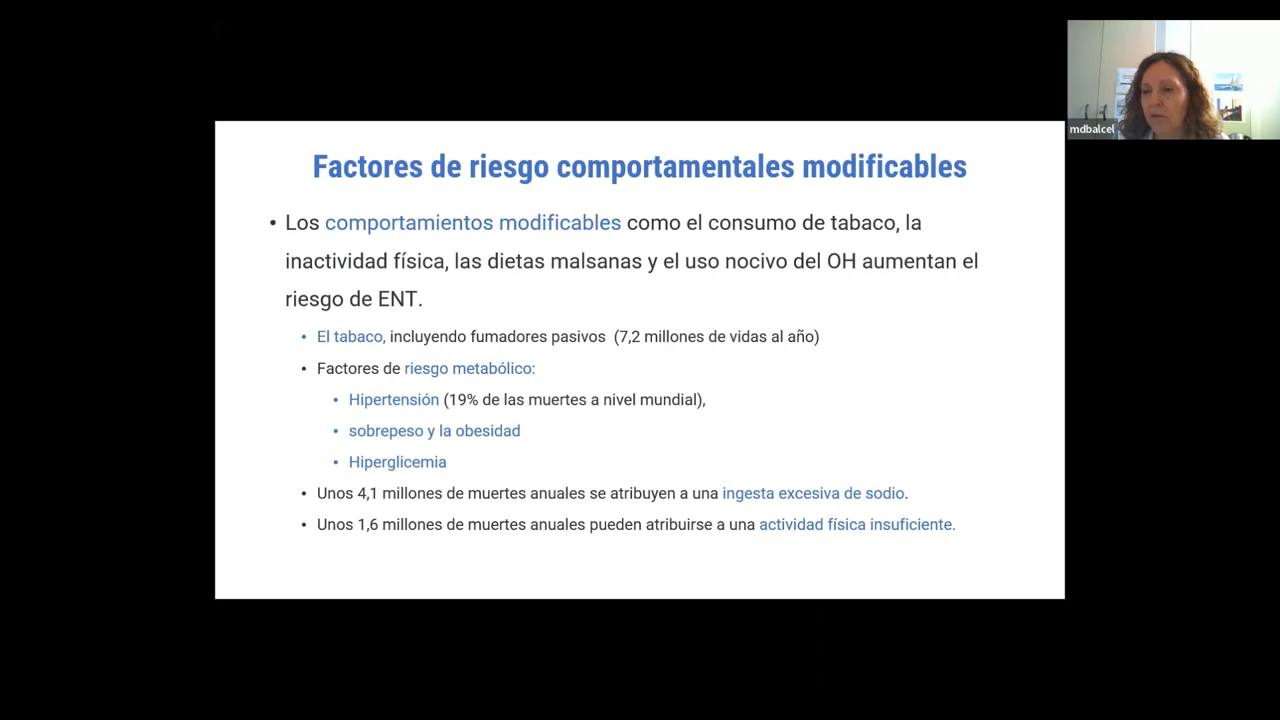 Factores de riesgo comportamentales modificables
• Los comportamientos modificables como el consumo de tabaco, la
inactividad física, las dietas malsanas y el uso nocivo del OH aumentan el
riesgo de ENT.
• El tabaco, incluyendo fumadores pasivos (7,2 millones de vidas al año)
• Factores de riesgo metabólico:
• Hipertensión (19% de las muertes a nivel mundial),
• sobrepeso y la obesidad
• Hiperglicemia
• Unos 4,1 millones de muertes anuales se atribuyen a una ingesta excesiva de sodio.
• Unos 1,6 millones de muertes anuales pueden atribuirse a una actividad física insuficiente.
mdbalcel